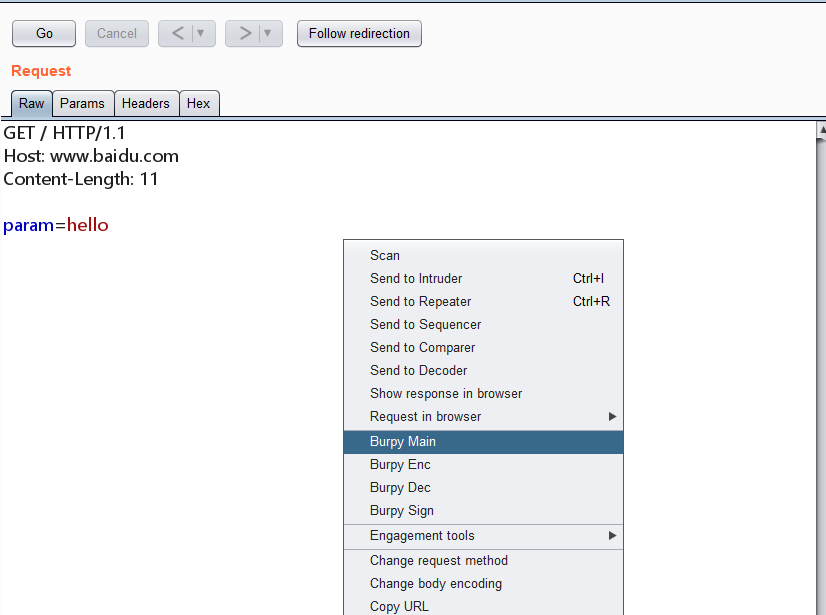 Go Cancel < ▼ > ▼ Follow redirection
Request
Raw Params Headers Hex
GET / HTTP/1.1
Host: www.baidu.com
Content-Length: 11
param=hello
Scan
Send to Intruder Ctrl+I
Send to Repeater Ctrl+R
Send to Sequencer
Send to Comparer
Send to Decoder
Show response in browser
Request in browser
Burpy Main
Burpy Enc
Burpy Dec
Burpy Sign
Engagement tools
Change request method
Change body encoding
Copy URL